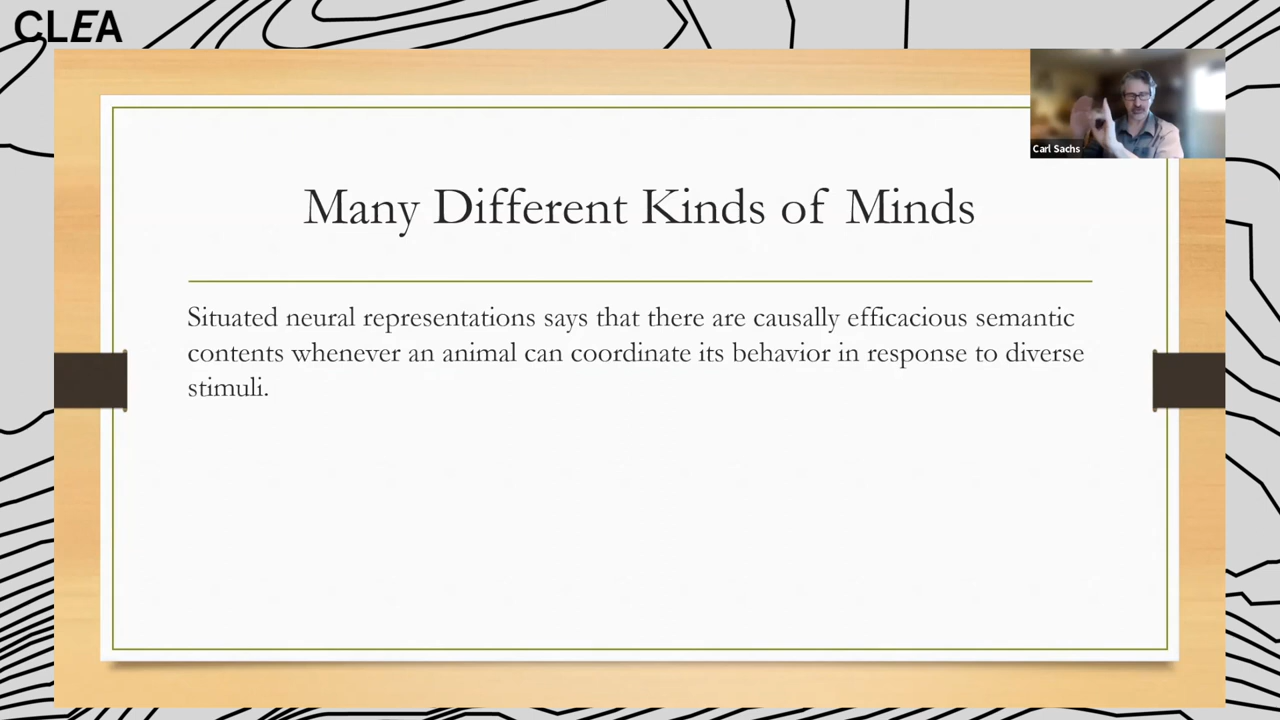 CLEA
Carl Sachs
Many Different Kinds of Minds
Situated neural representations says that there are causally efficacious semantic
contents whenever an animal can coordinate its behavior in response to diverse
stimuli.